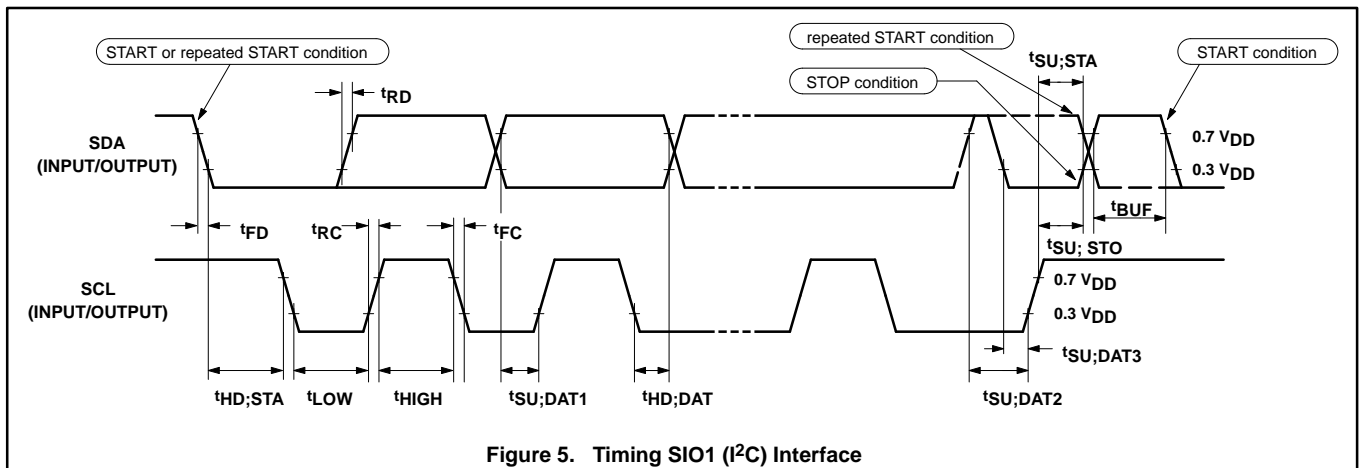 START or repeated START condition
repeated START condition
tSU;STA
START condition
STOP condition
tRD
SDA
(INPUT/OUTPUT)
0.7 VDD
0.3 VDD
tBUF
tFD
tRC
tFC
tSU; STO
SCL
(INPUT/OUTPUT)
0.7 VDD
0.3 VDD
tSU;DAT3
tHD;STA
tLOW
tHIGH
tSU;DAT1
tHD;DAT
tSU;DAT2
Figure 5. Timing SIO1 (I²C) Interface